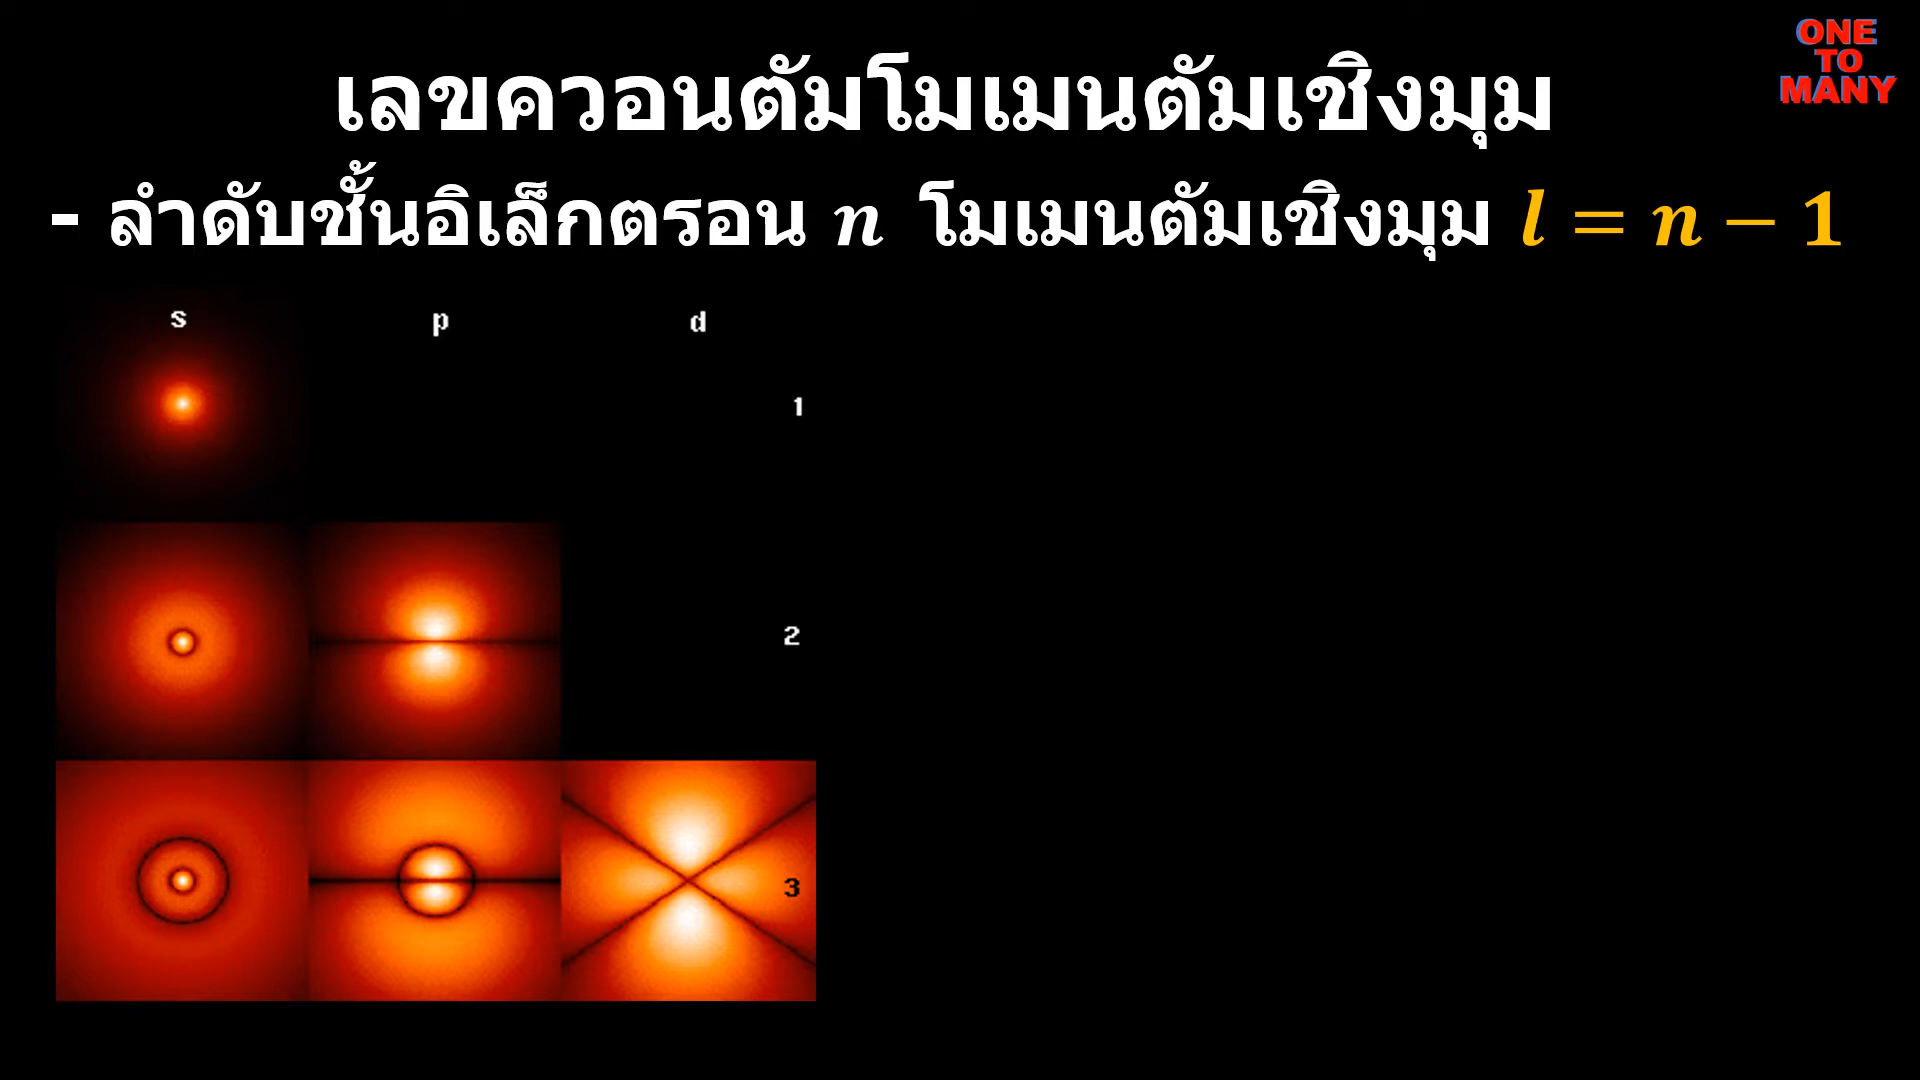 ONE
TO
MANY
เลขควอนตัมโมเมนตัมเชิงมุม
- ลำดับชั้นอิเล็กตรอน n โมเมนตัมเชิงมุม l = n − 1
s p d
1
2
3